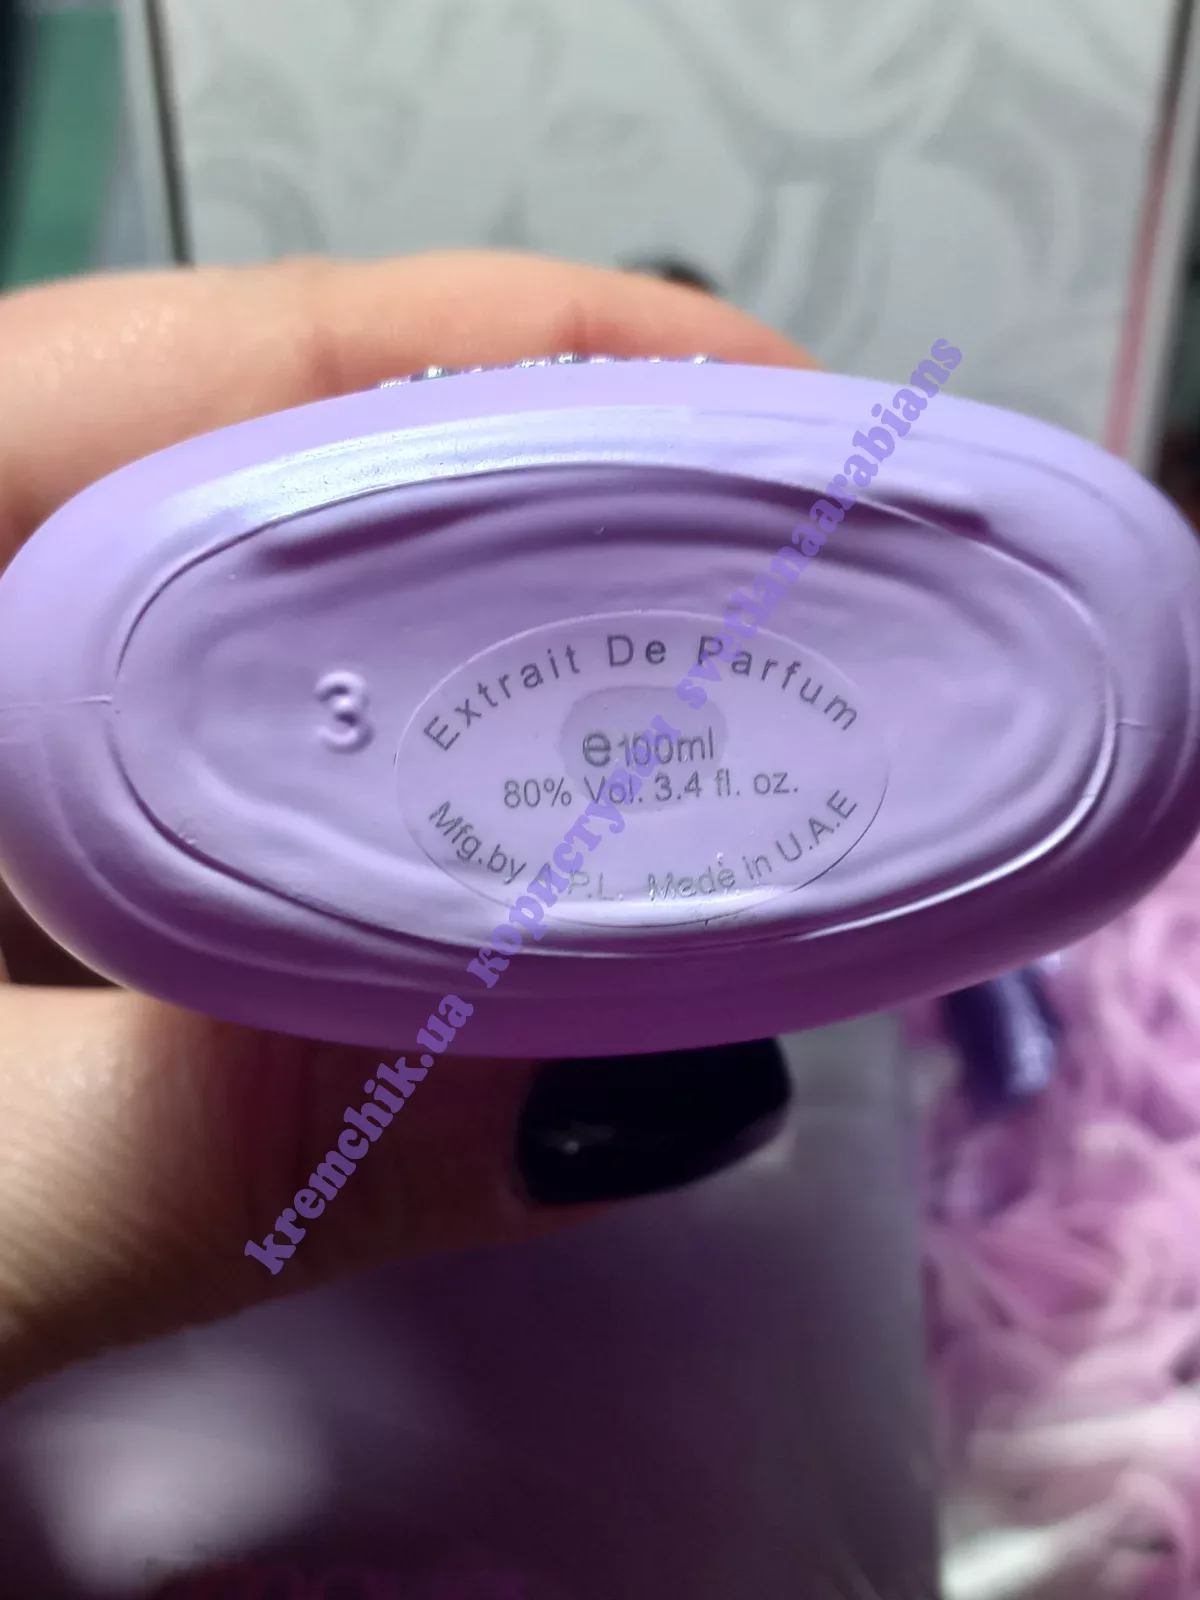 Extrait De Parfum
3
e 100ml
80% Vol. 3.4 fl. oz.
Mfg.by P.L. Made in U.A.E
kremchik.ua користувач svetlanaarabians